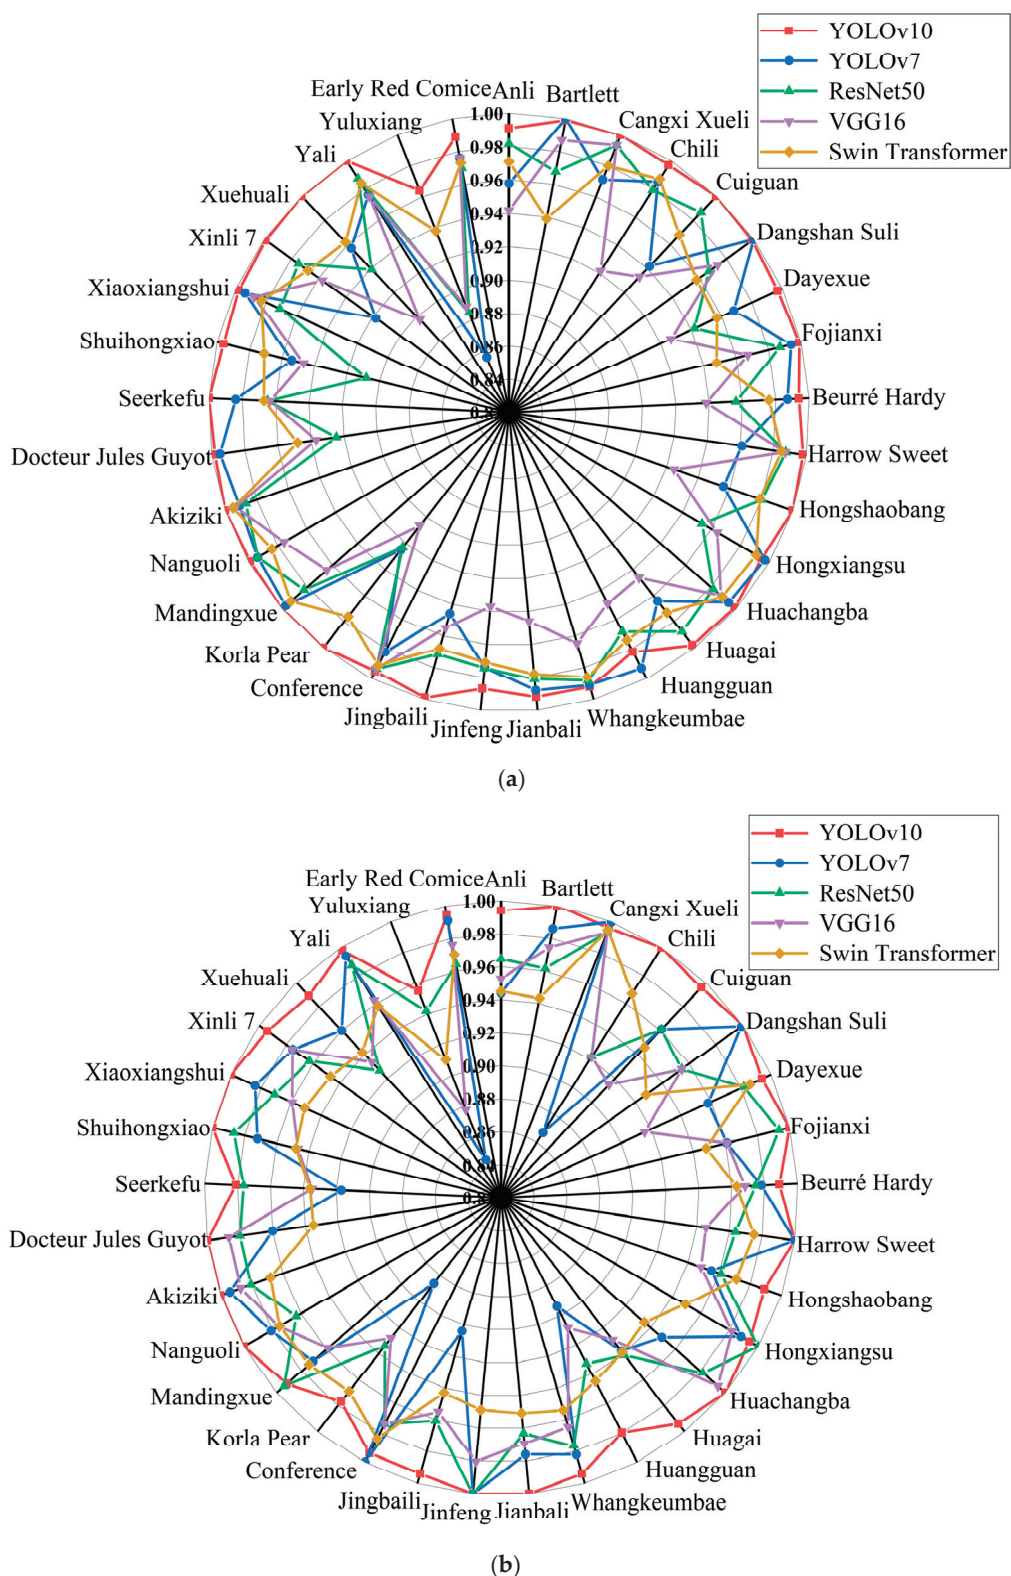 YOLOv10
YOLOv7
ResNet50
VGG16
Swin Transformer
Early Red Comice
Anli
Bartlett
Cangxi Xueli
Chili
Cuiguan
Dangshan Suli
Dayexue
Fojianxi
Beurré Hardy
Harrow Sweet
Hongshaobang
Hongxiangsu
Huachangba
Huagai
Huangguan
Whangkeumbae
Jianbali
Jinfeng
Jingbaili
Conference
Korla Pear
Mandingxue
Nanguoli
Akiziki
Docteur Jules Guyot
Seerkefu
Shuihongxiao
Xiaoxiangshui
Xinli 7
Xuehuali
Yali
Yuluxiang
1.00
0.98
0.96
0.94
0.92
0.90
0.88
0.86
0.84
(a)
YOLOv10
YOLOv7
ResNet50
VGG16
Swin Transformer
Early Red Comice
Anli
Bartlett
Cangxi Xueli
Chili
Cuiguan
Dangshan Suli
Dayexue
Fojianxi
Beurré Hardy
Harrow Sweet
Hongshaobang
Hongxiangsu
Huachangba
Huagai
Huangguan
Whangkeumbae
Jianbali
Jinfeng
Jingbaili
Conference
Korla Pear
Mandingxue
Nanguoli
Akiziki
Docteur Jules Guyot
Seerkefu
Shuihongxiao
Xiaoxiangshui
Xinli 7
Xuehuali
Yali
Yuluxiang
1.00
0.98
0.96
0.94
0.92
0.90
0.88
0.86
0.84
(b)